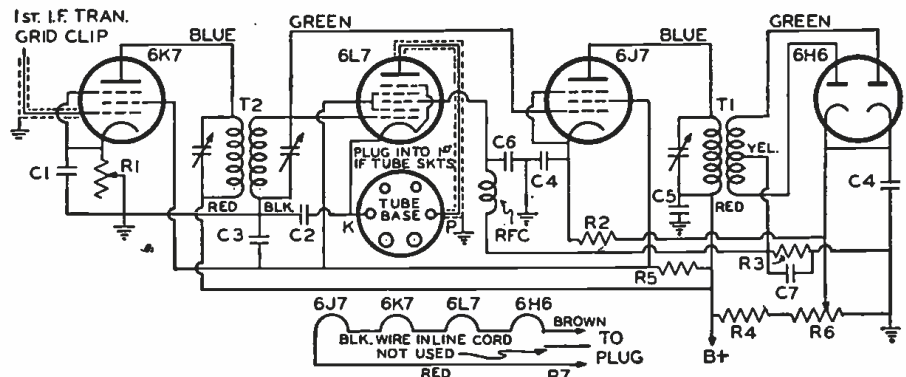 1ST. I.F. TRAN.
GRID CLIP
6K7
BLUE
GREEN
6L7
6J7
BLUE
GREEN
6H6
T2
T1
C1
R1
PLUG INTO 1ST
IF TUBE SKTS.
C6
C4
YEL.
C4
RED
BLK.
K
TUBE
BASE
P
C5
RED
C3
C2
RFC
R2
R3
R5
C7
R4
R6
B+
6J7
6K7
6L7
6H6
BROWN
BLK. WIRE IN LINE CORD
NOT USED
TO
PLUG
RED
R7